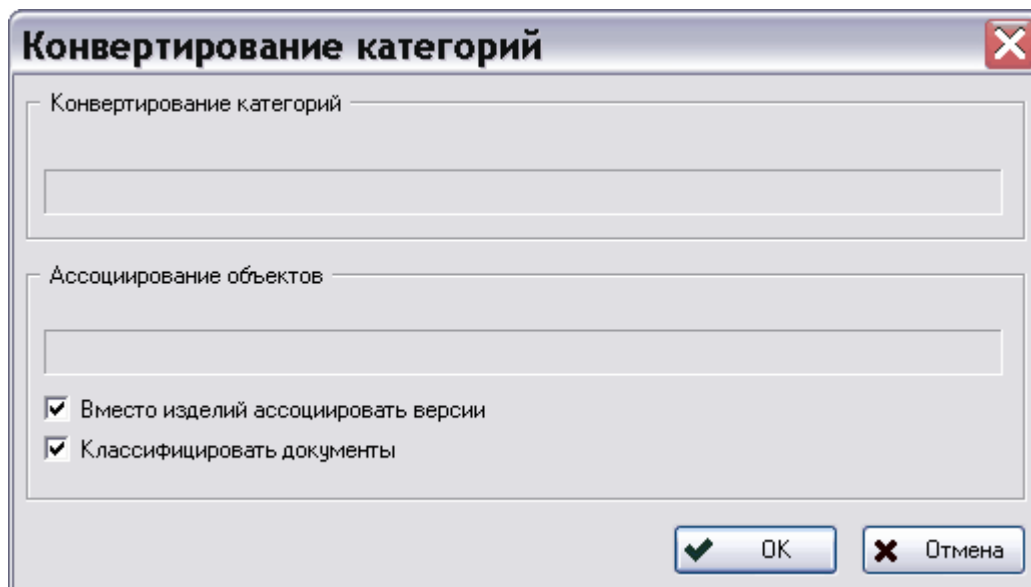 Конвертирование категорий
Конвертирование категорий
Ассоциирование объектов
Вместо изделий ассоциировать версии
Классифицировать документы
OK
Отмена